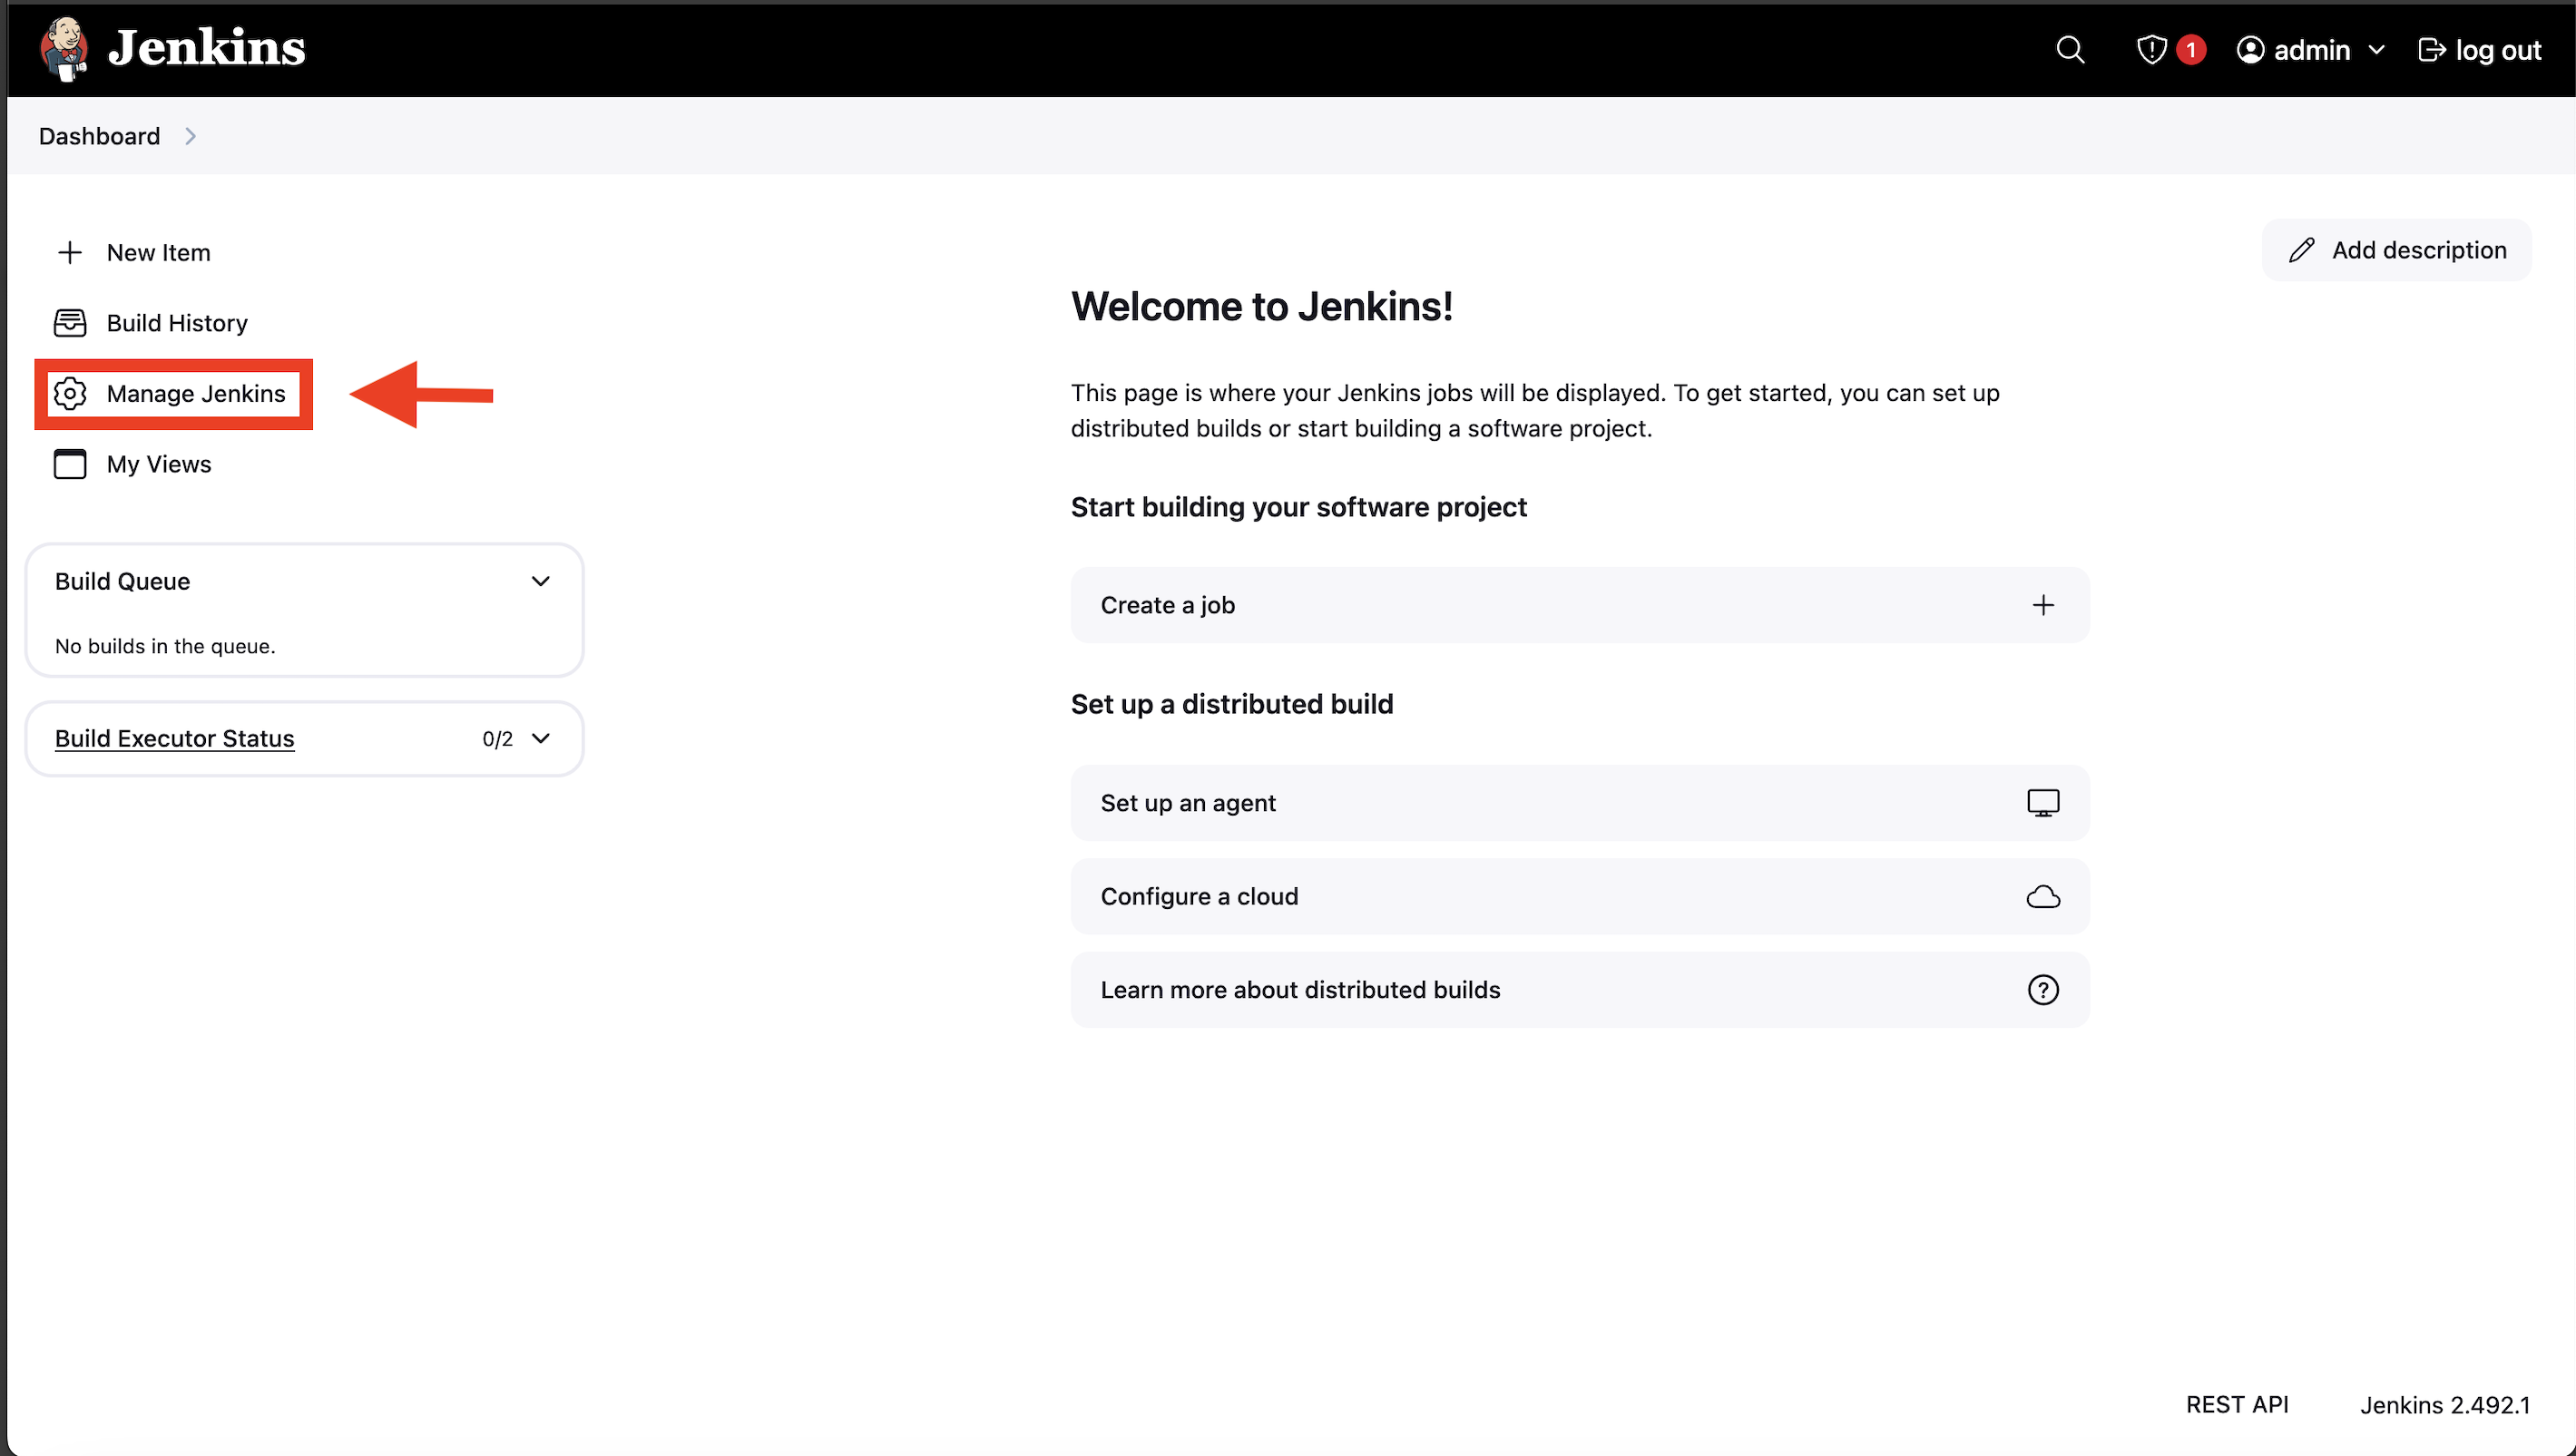 Jenkins
1
admin
log out
Dashboard
New Item
Build History
Manage Jenkins
My Views
Build Queue
No builds in the queue.
Build Executor Status
0/2
Add description
Welcome to Jenkins!
This page is where your Jenkins jobs will be displayed. To get started, you can set up
distributed builds or start building a software project.
Start building your software project
Create a job
Set up a distributed build
Set up an agent
Configure a cloud
Learn more about distributed builds
REST API
Jenkins 2.492.1